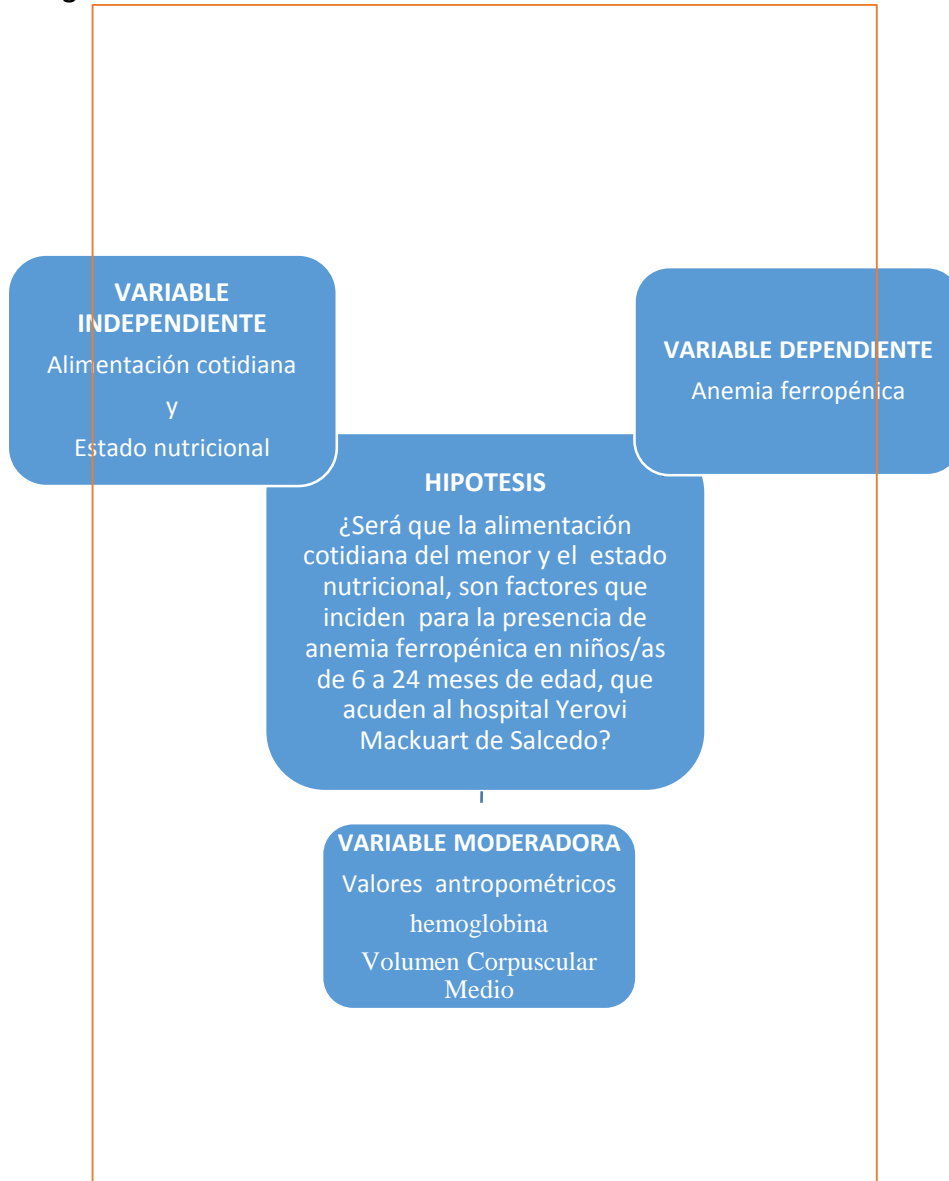 VARIABLE
INDEPENDIENTE
Alimentación cotidiana
y
Estado nutricional
VARIABLE DEPENDIENTE
Anemia ferropénica
HIPOTESIS
¿Será que la alimentación
cotidiana del menor y el estado
nutricional, son factores que
inciden para la presencia de
anemia ferropénica en niños/as
de 6 a 24 meses de edad, que
acuden al hospital Yerovi
Mackuart de Salcedo?
VARIABLE MODERADORA
Valores antropométricos
hemoglobina
Volumen Corpuscular
Medio